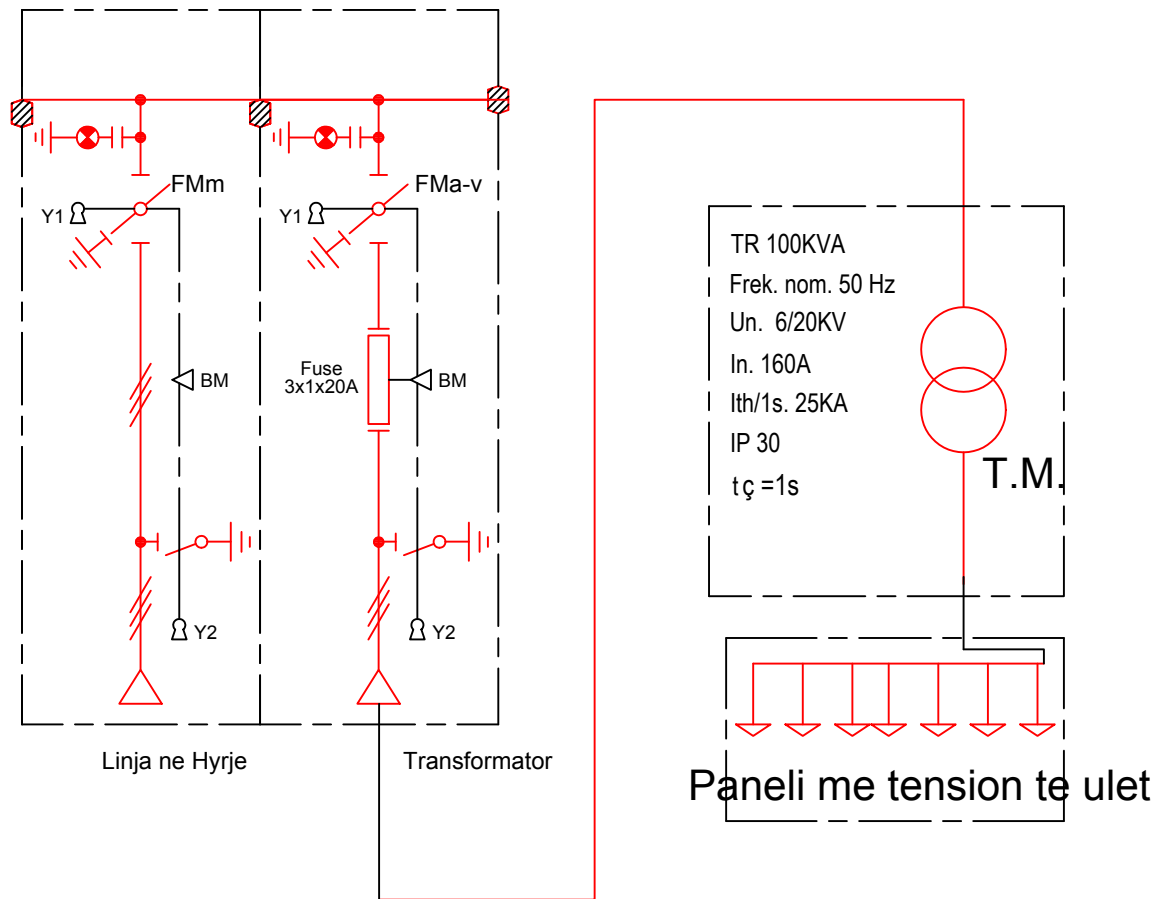 FMm
FMa-v
Y1
Y1
BM
Fuse
3x1x20A
BM
Y2
Y2
Linja ne Hyrje
Transformator
TR 100KVA
Frek. nom. 50 Hz
Un. 6/20KV
In. 160A
Ith/1s. 25KA
IP 30
t ç =1s
T.M.
Paneli me tension te ulet